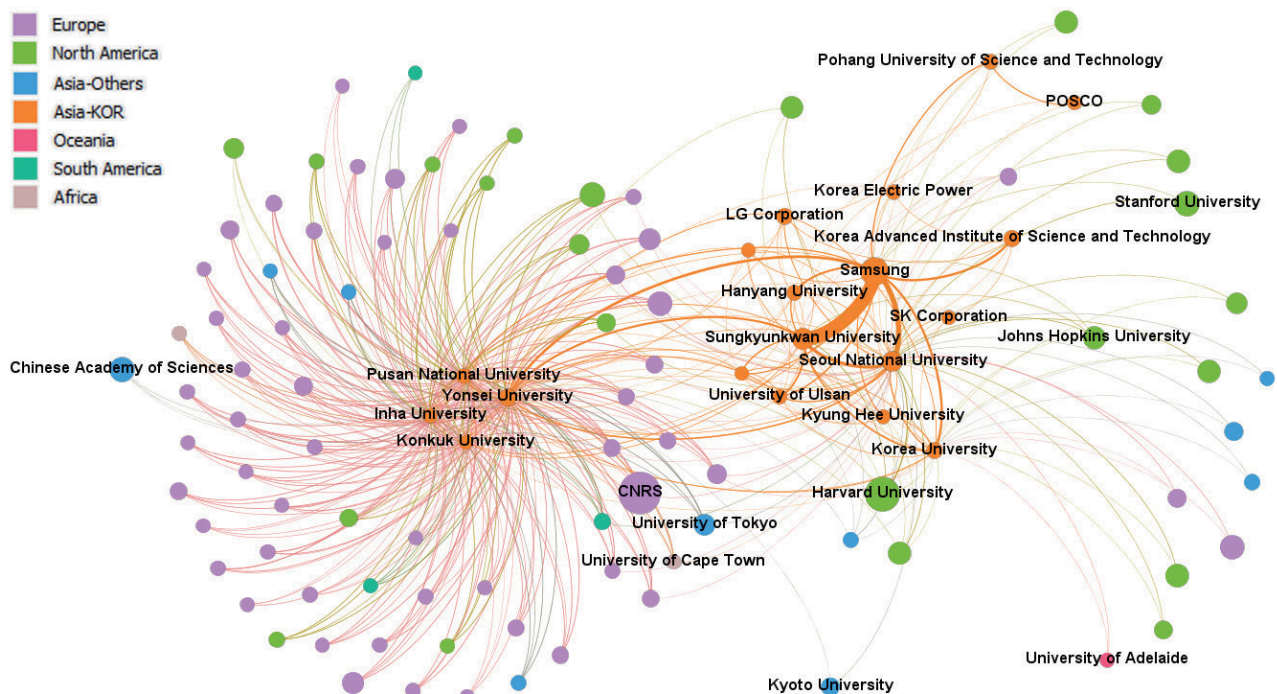 Europe
North America
Asia-Others
Asia-KOR
Oceania
South America
Africa
Pohang University of Science and Technology
POSCO
Korea Electric Power
Stanford University
LG Corporation
Korea Advanced Institute of Science and Technology
Samsung
Hanyang University
SK Corporation
Sungkyunkwan University
Johns Hopkins University
Seoul National University
Chinese Academy of Sciences
Pusan National University
Yonsei University
University of Ulsan
Inha University
Kyung Hee University
Konkuk University
Korea University
CNRS
Harvard University
University of Tokyo
University of Cape Town
University of Adelaide
Kyoto University